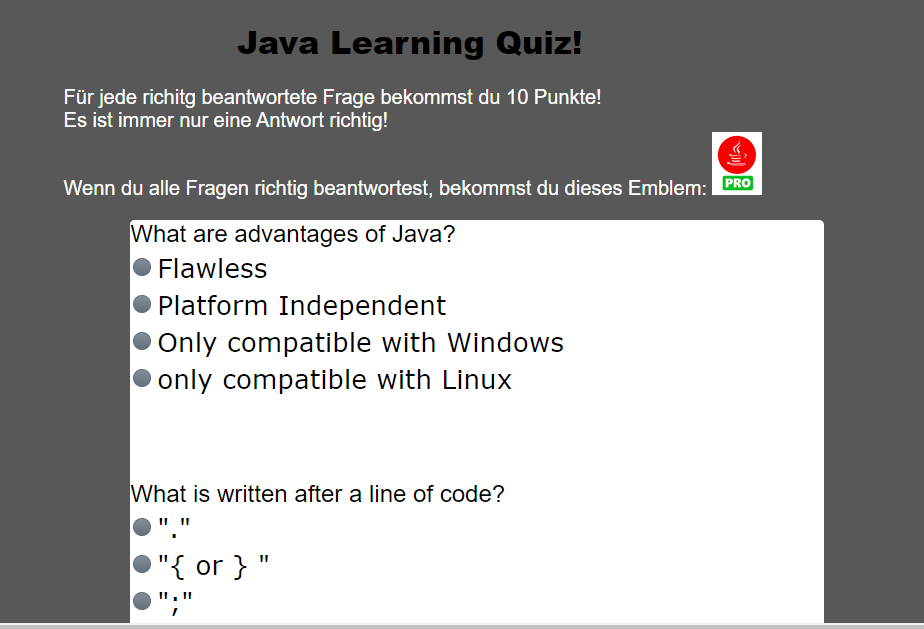 Java Learning Quiz!
Für jede richitg beantwortete Frage bekommst du 10 Punkte!
Es ist immer nur eine Antwort richtig!
Wenn du alle Fragen richtig beantwortest, bekommst du dieses Emblem:
PRO
What are advantages of Java?
Flawless
Platform Independent
Only compatible with Windows
only compatible with Linux
What is written after a line of code?
"."
"{ or } "
";"